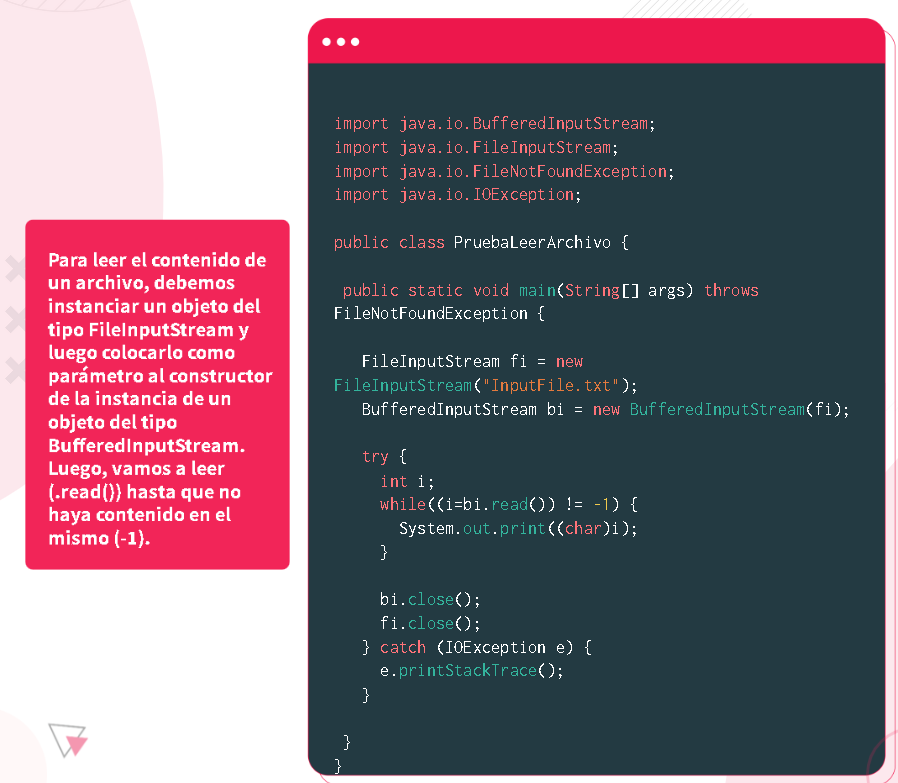 Para leer el contenido de
un archivo, debemos
instanciar un objeto del
tipo FileInputStream y
luego colocarlo como
parámetro al constructor
de la instancia de un
objeto del tipo
BufferedInputStream.
Luego, vamos a leer
(.read()) hasta que no
haya contenido en el
mismo (-1).
import java.io.BufferedInputStream;
import java.io.FileInputStream;
import java.io.FileNotFoundException;
import java.io.IOException;
public class PruebaLeerArchivo {
public static void main(String[] args) throws
FileNotFoundException {
FileInputStream fi = new
FileInputStream("InputFile.txt");
BufferedInputStream bi = new BufferedInputStream(fi);
try {
int i;
while((i=bi.read()) != -1) {
System.out.print((char)i);
}
bi.close();
fi.close();
} catch (IOException e) {
e.printStackTrace();
}
}
}